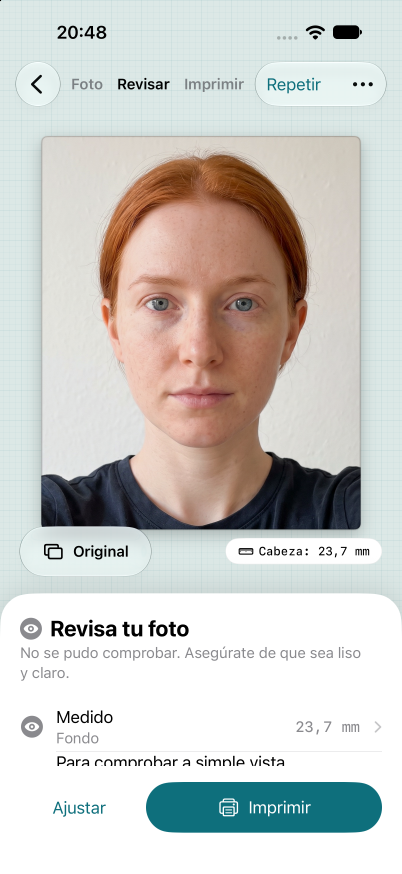 20:48
Foto Revisar Imprimir Repetir
Original
Cabeza: 23,7 mm
Revisa tu foto
No se pudo comprobar. Asegúrate de que sea liso
y claro.
Medido
23,7 mm
Fondo
Para comprobar a simple vista
Ajustar
Imprimir